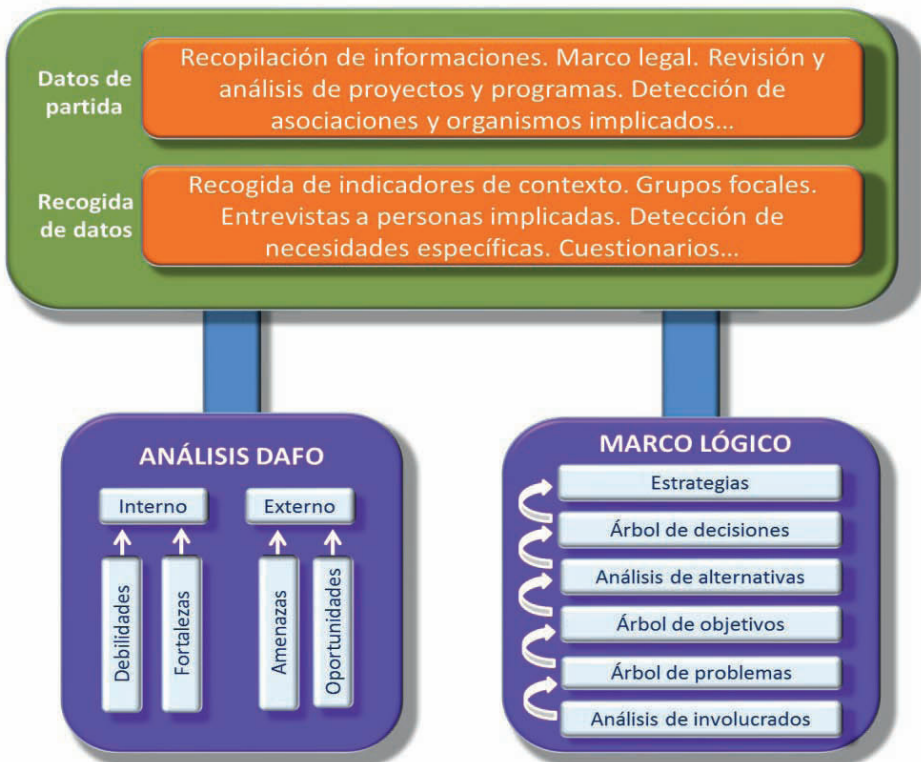 Datos de
partida
Recopilación de informaciones. Marco legal. Revisión y
análisis de proyectos y programas. Detección de
asociaciones y organismos implicados...
Recogida
de datos
Recogida de indicadores de contexto. Grupos focales.
Entrevistas a personas implicadas. Detección de
necesidades específicas. Cuestionarios...
ANÁLISIS DAFO
Interno
Externo
Debilidades
Fortalezas
Amenazas
Oportunidades
MARCO LÓGICO
Estrategias
Árbol de decisiones
Análisis de alternativas
Árbol de objetivos
Árbol de problemas
Análisis de involucrados